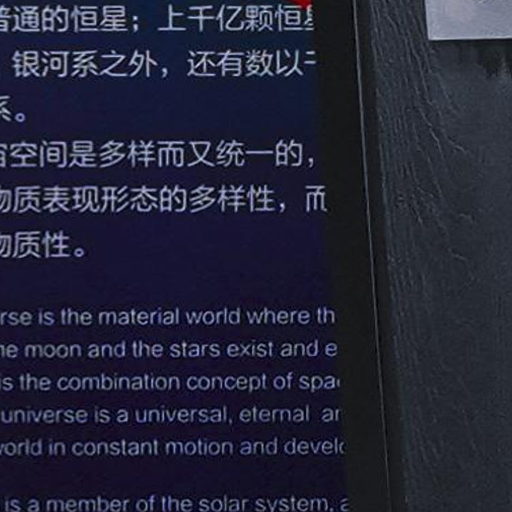 普通的恒星；上千亿颗恒星
银河系之外，还有数以千
系。
宙空间是多样而又统一的，
物质表现形态的多样性，而
物质性。
rse is the material world where th
he moon and the stars exist and e
is the combination concept of spa
universe is a universal, eternal ar
world in constant motion and develo
is a member of the solar system, a